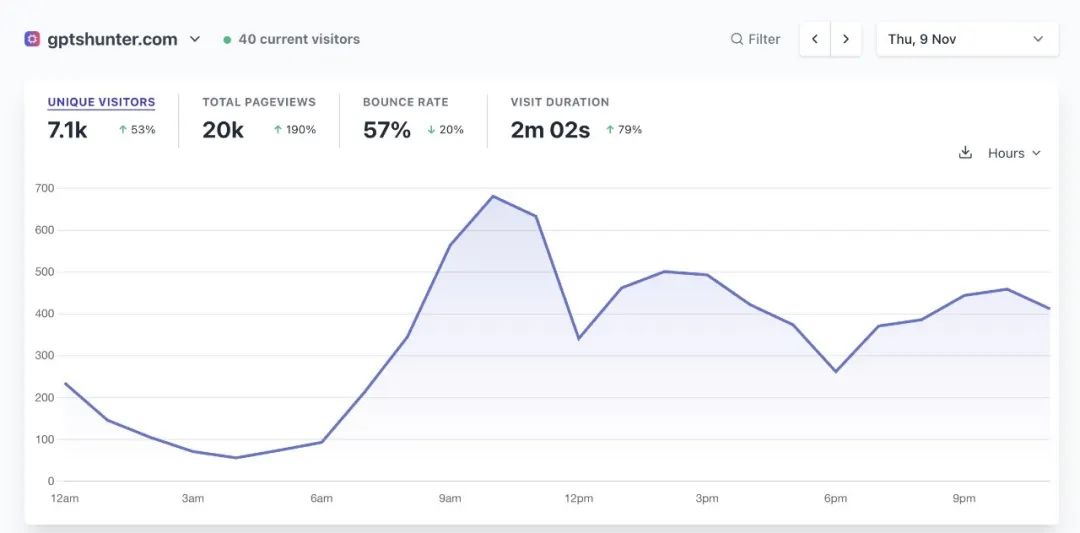 gptshunter.com 40 current visitors Filter Thu, 9 Nov
UNIQUE VISITORS TOTAL PAGEVIEWS BOUNCE RATE VISIT DURATION
7.1k 53% 20k 190% 57% 20% 2m 02s 79%
Hours
700
600
500
400
300
200
100
0
12am 3am 6am 9am 12pm 3pm 6pm 9pm